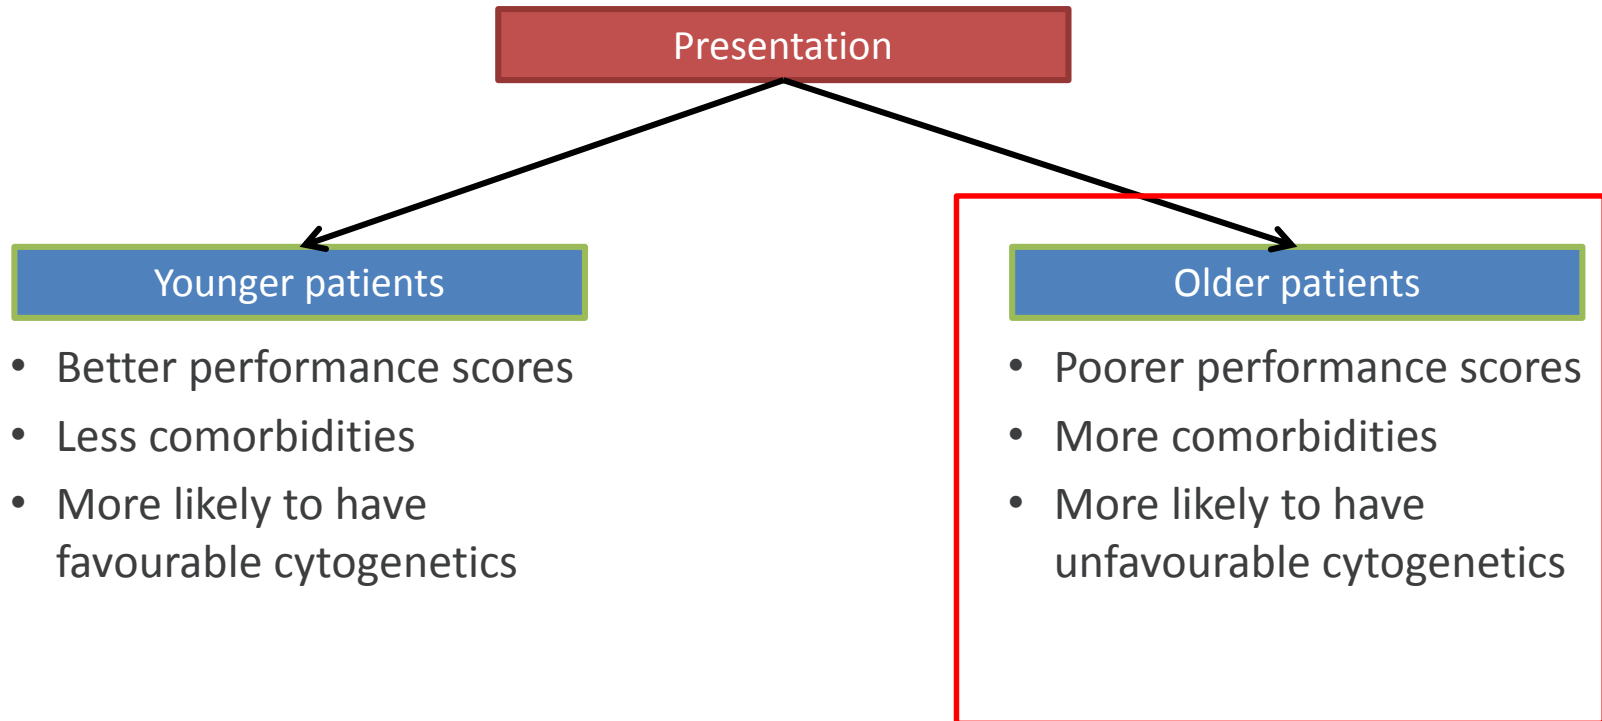 Presentation
Younger patients
• Better performance scores
• Less comorbidities
• More likely to have
favourable cytogenetics
Older patients
• Poorer performance scores
• More comorbidities
• More likely to have
unfavourable cytogenetics